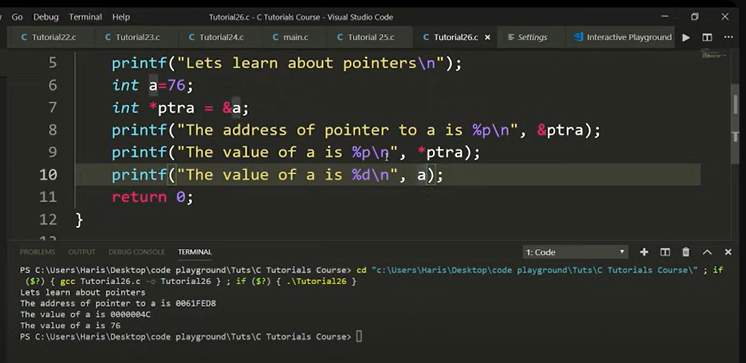 Go Debug Terminal Help Tutorial26.c - C Tutorials Course - Visual Studio Code
C Tutorial22.c C Tutorial23.c C Tutorial24.c C main.c C Tutorial 25.c C Tutorial26.c × Settings Interactive Playground
5 printf("Lets learn about pointers\n");
6 int a=76;
7 int *ptra = &a;
8 printf("The address of pointer to a is %p\n", &ptra);
9 printf("The value of a is %p\n", *ptra);
10 printf("The value of a is %d\n", a);
11 return 0;
12 }
13
PROBLEMS OUTPUT DEBUG CONSOLE TERMINAL 1: Code
PS C:\Users\Haris\Desktop\code playground\Tuts\C Tutorials Course> cd "c:\Users\Haris\Desktop\code playground\Tuts\C Tutorials Course\" ; if
($?) { gcc Tutorial26.c -o Tutorial26 } ; if ($?) { .\Tutorial26 }
Lets learn about pointers
The address of pointer to a is 0061FED8
The value of a is 0000004C
The value of a is 76
PS C:\Users\Haris\Desktop\code playground\Tuts\C Tutorials Course>